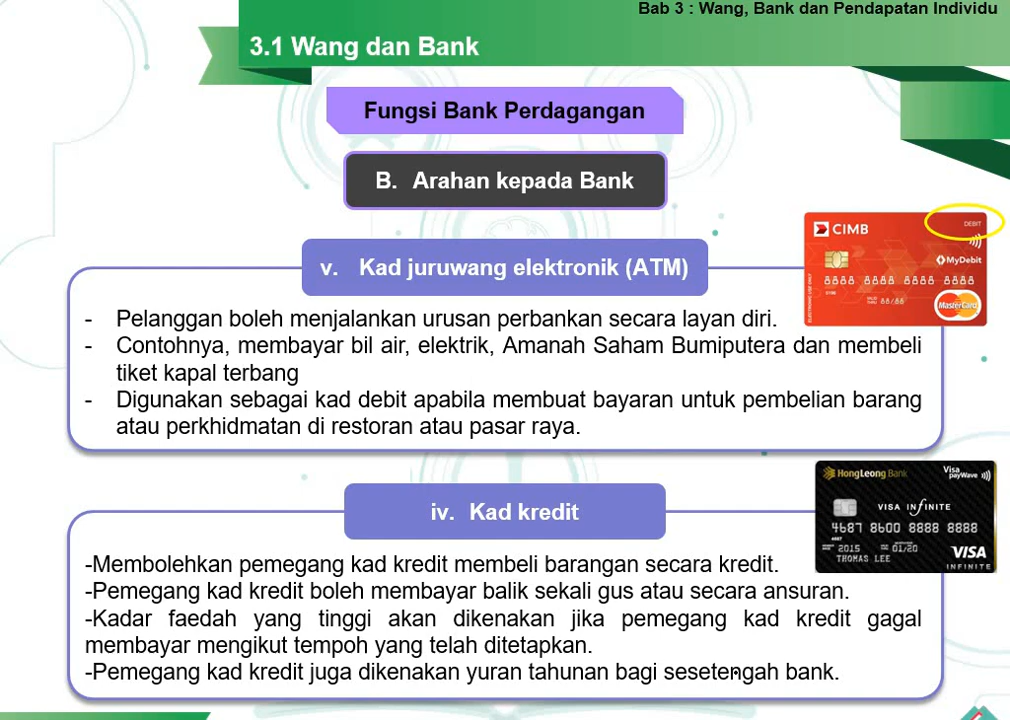 Bab 3 : Wang, Bank dan Pendapatan Individu
3.1 Wang dan Bank
Fungsi Bank Perdagangan
B. Arahan kepada Bank
v. Kad juruwang elektronik (ATM)
CIMB
DEBIT
MyDebit
8888 8888 8888 8888
88/88
MasterCard
- Pelanggan boleh menjalankan urusan perbankan secara layan diri.
- Contohnya, membayar bil air, elektrik, Amanah Saham Bumiputera dan membeli
tiket kapal terbang
- Digunakan sebagai kad debit apabila membuat bayaran untuk pembelian barang
atau perkhidmatan di restoran atau pasar raya.
iv. Kad kredit
HongLeong Bank
Visa
payWave
VISA INFINITE
4687 8600 8888 8888
2015 01/20
THOMAS LEE
VISA
INFINITE
-Membolehkan pemegang kad kredit membeli barangan secara kredit.
-Pemegang kad kredit boleh membayar balik sekali gus atau secara ansuran.
-Kadar faedah yang tinggi akan dikenakan jika pemegang kad kredit gagal
membayar mengikut tempoh yang telah ditetapkan.
-Pemegang kad kredit juga dikenakan yuran tahunan bagi sesetengah bank.